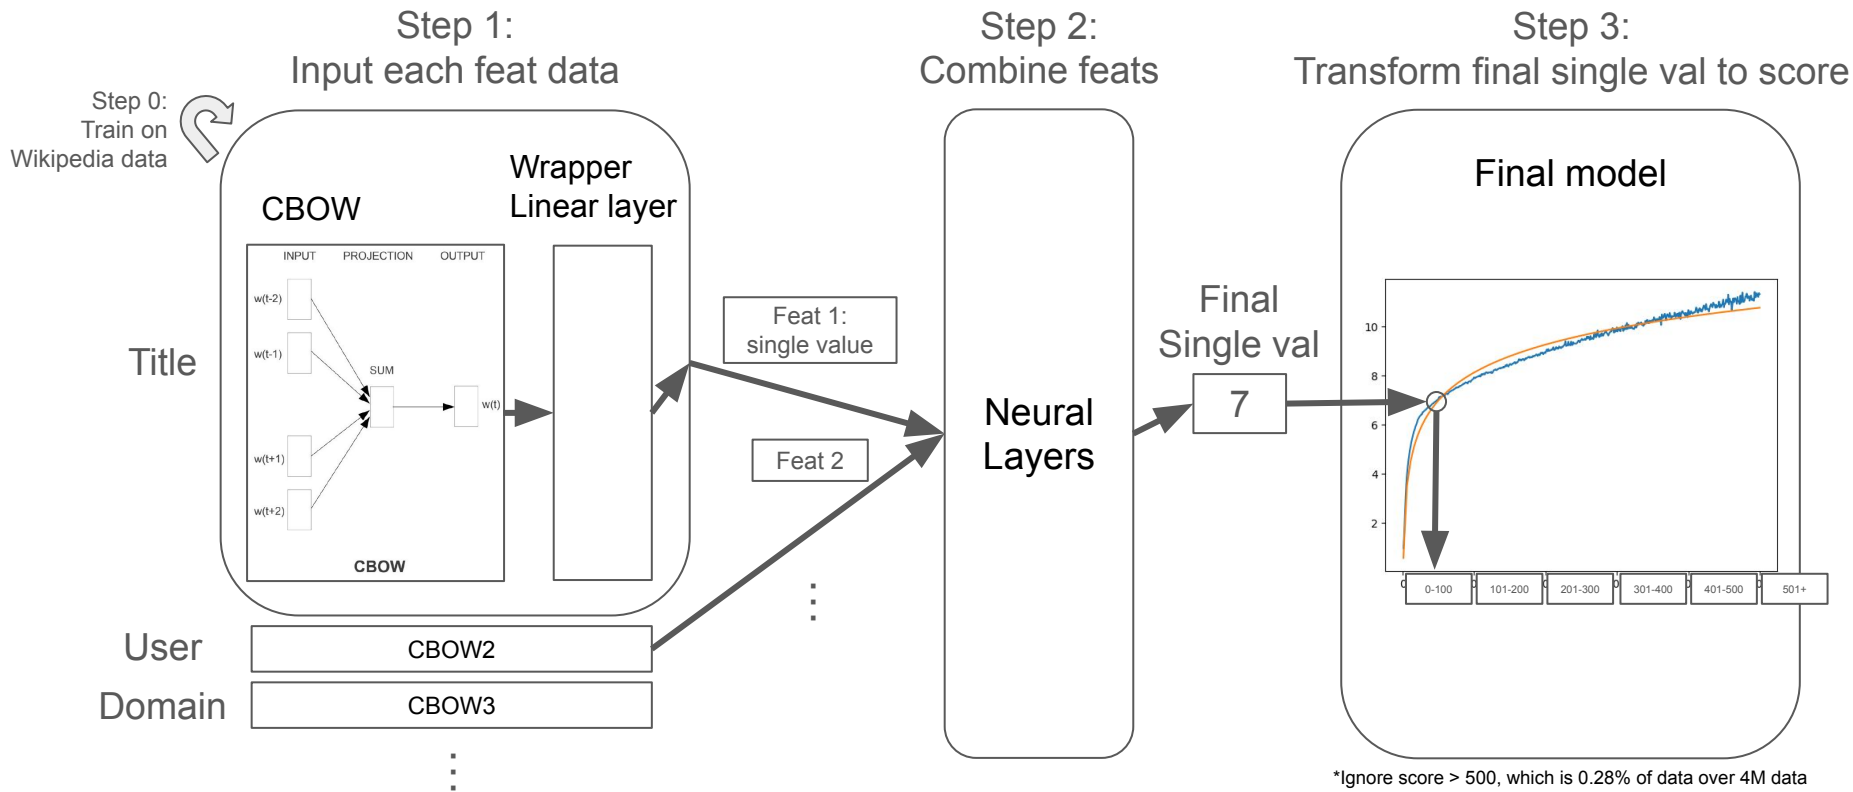 Step 1:
Input each feat data
Step 2:
Combine feats
Step 3:
Transform final single val to score
Step 0:
Train on
Wikipedia data
CBOW
Wrapper
Linear layer
INPUT PROJECTION OUTPUT
w(t-2)
w(t-1)
SUM
w(t)
w(t+1)
w(t+2)
CBOW
Title
User
CBOW2
Domain
CBOW3
Feat 1:
single value
Feat 2
Neural
Layers
Final
Single val
7
Final model
10
8
6
4
2
0-100 101-200 201-300 301-400 401-500 501+
*Ignore score > 500, which is 0.28% of data over 4M data